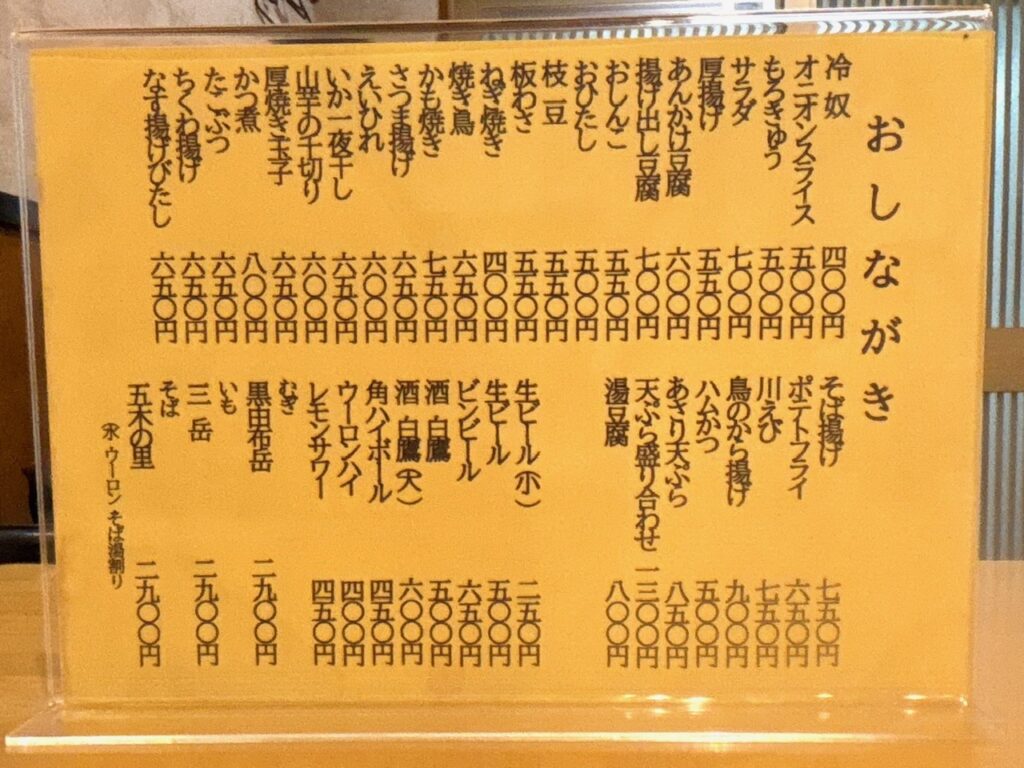 おしながき
冷奴 四〇〇円
オニオンスライス 五〇〇円
もろきゅう 五〇〇円
サラダ 七〇〇円
厚揚げ 五五〇円
あんかけ豆腐 六〇〇円
揚げ出し豆腐 七〇〇円
おしんこ 五五〇円
おひたし 五〇〇円
枝豆 五五〇円
板わさ 五五〇円
ねぎ焼き 四〇〇円
焼き鳥 六五〇円
かも焼き 七五〇円
さつま揚げ 六五〇円
えいひれ 六〇〇円
いか一夜干し 六五〇円
山芋の千切り 六〇〇円
厚焼き玉子 六五〇円
かつ煮 八〇〇円
たこぶつ 六五〇円
ちくわ揚げ 六五〇円
なす揚げびたし 六五〇円
そば揚げ 七五〇円
ポテトフライ 六五〇円
川えび 七五〇円
鳥のから揚げ 九〇〇円
ハムかつ 五〇〇円
あさり天ぷら 八五〇円
天ぷら盛り合わせ 一三〇〇円
湯豆腐 八〇〇円
生ビール(小) 二五〇円
生ビール 五〇〇円
ビンビール 六五〇円
酒 白鷹 五〇〇円
酒 白鷹(大) 六〇〇円
角ハイボール 四五〇円
ウーロンハイ 四〇〇円
レモンサワー 四五〇円
むぎ
黒由布岳 二九〇〇円
いも
三岳 二九〇〇円
そば
五木の里 二九〇〇円
(氷 ウーロン そば湯割り)